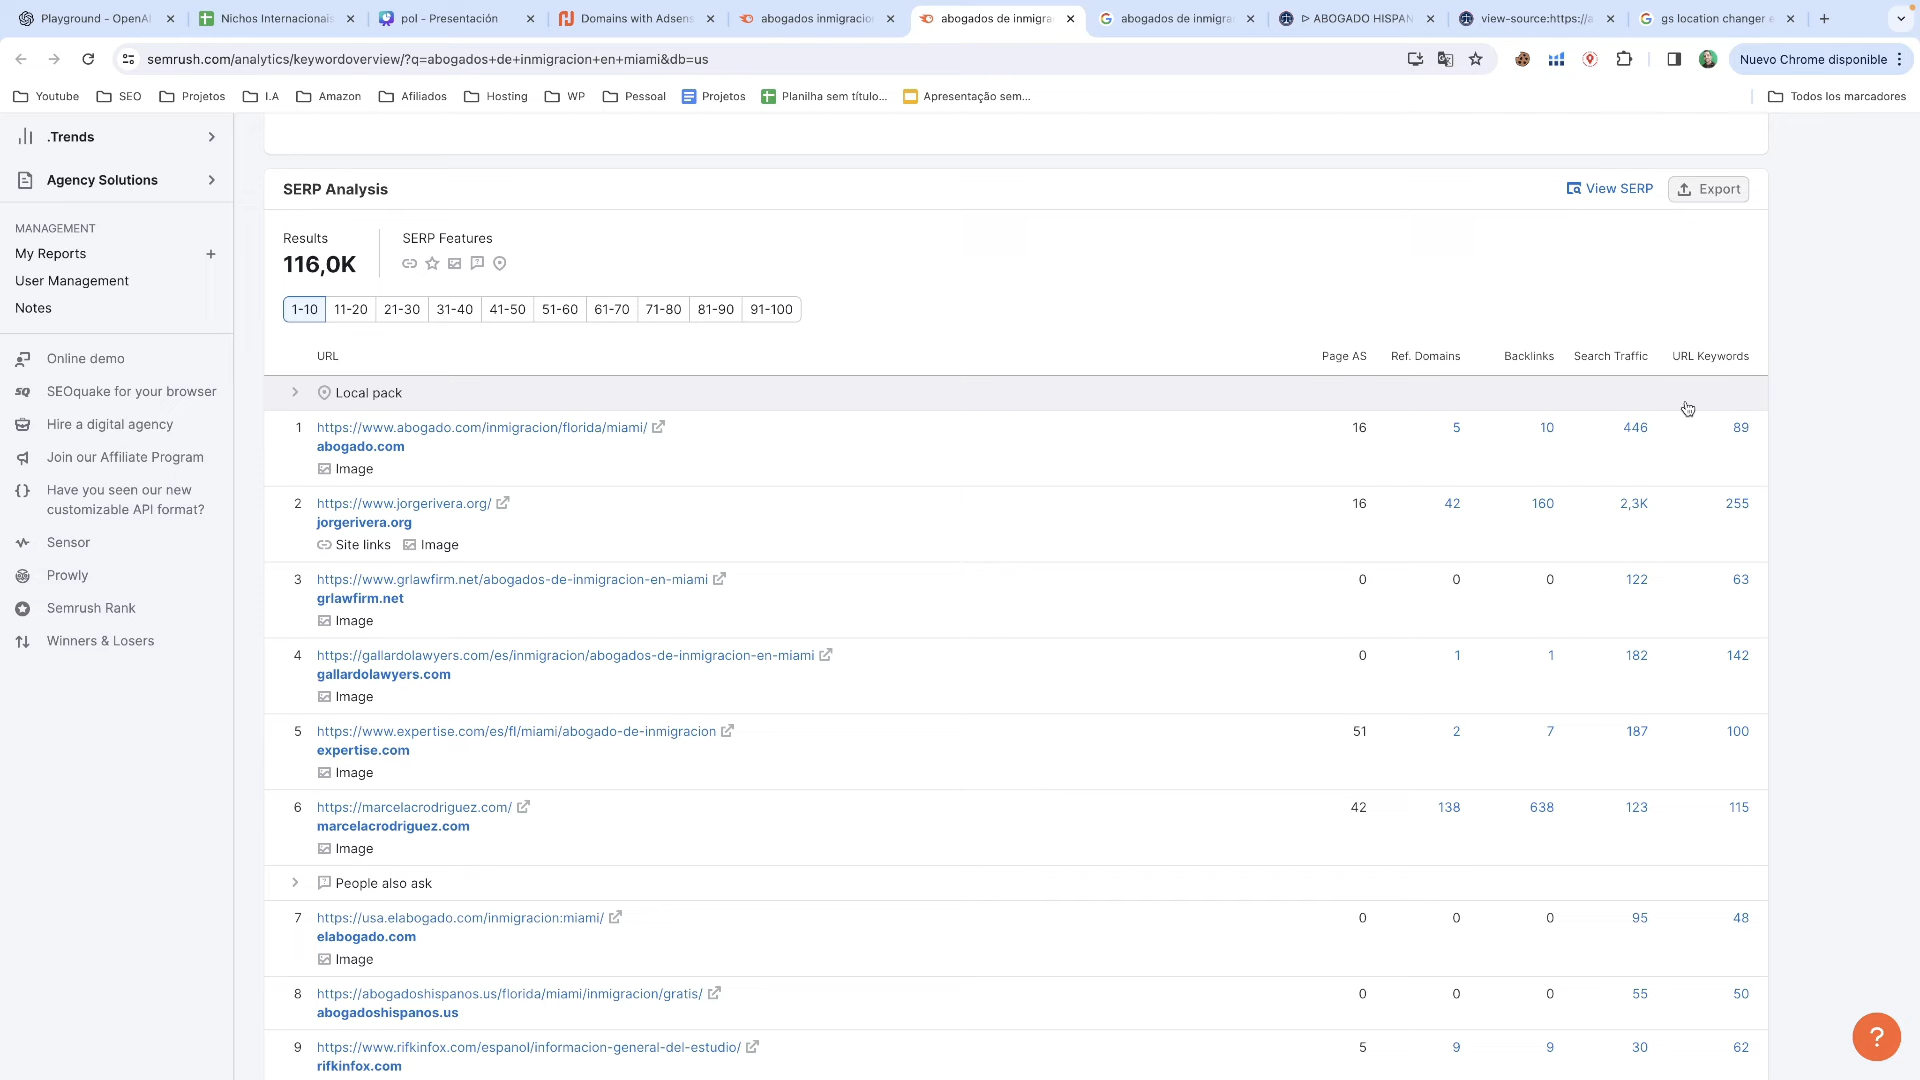 Playground - OpenAI
Nichos Internacionais
pol - Presentación
Domains with Adsens
abogados inmigracion
abogados de inmigra
abogados de inmigra
ᐅ ABOGADO HISPAN
view-source:https://a
gs location changer e
semrush.com/analytics/keywordoverview/?q=abogados+de+inmigracion+en+miami&db=us
Nuevo Chrome disponible
Youtube
SEO
Projetos
I.A
Amazon
Afiliados
Hosting
WP
Pessoal
Projetos
Planilha sem título...
Apresentação sem...
Todos los marcadores
.Trends
Agency Solutions
MANAGEMENT
My Reports +
User Management
Notes
Online demo
SEOquake for your browser
Hire a digital agency
Join our Affiliate Program
Have you seen our new
customizable API format?
Sensor
Prowly
Semrush Rank
Winners & Losers
SERP Analysis
View SERP
Export
Results
SERP Features
116,0K
1-10 11-20 21-30 31-40 41-50 51-60 61-70 71-80 81-90 91-100
URL Page AS Ref. Domains Backlinks Search Traffic URL Keywords
Local pack
1 https://www.abogado.com/inmigracion/florida/miami/ 16 5 10 446 89
abogado.com
Image
2 https://www.jorgerivera.org/ 16 42 160 2,3K 255
jorgerivera.org
Site links Image
3 https://www.grlawfirm.net/abogados-de-inmigracion-en-miami 0 0 0 122 63
grlawfirm.net
Image
4 https://gallardolawyers.com/es/inmigracion/abogados-de-inmigracion-en-miami 0 1 1 182 142
gallardolawyers.com
Image
5 https://www.expertise.com/es/fl/miami/abogado-de-inmigracion 51 2 7 187 100
expertise.com
Image
6 https://marcelacrodriguez.com/ 42 138 638 123 115
marcelacrodriguez.com
Image
People also ask
7 https://usa.elabogado.com/inmigracion:miami/ 0 0 0 95 48
elabogado.com
Image
8 https://abogadoshispanos.us/florida/miami/inmigracion/gratis/ 0 0 0 55 50
abogadoshispanos.us
9 https://www.rifkinfox.com/espanol/informacion-general-del-estudio/ 5 9 9 30 62
rifkinfox.com
?